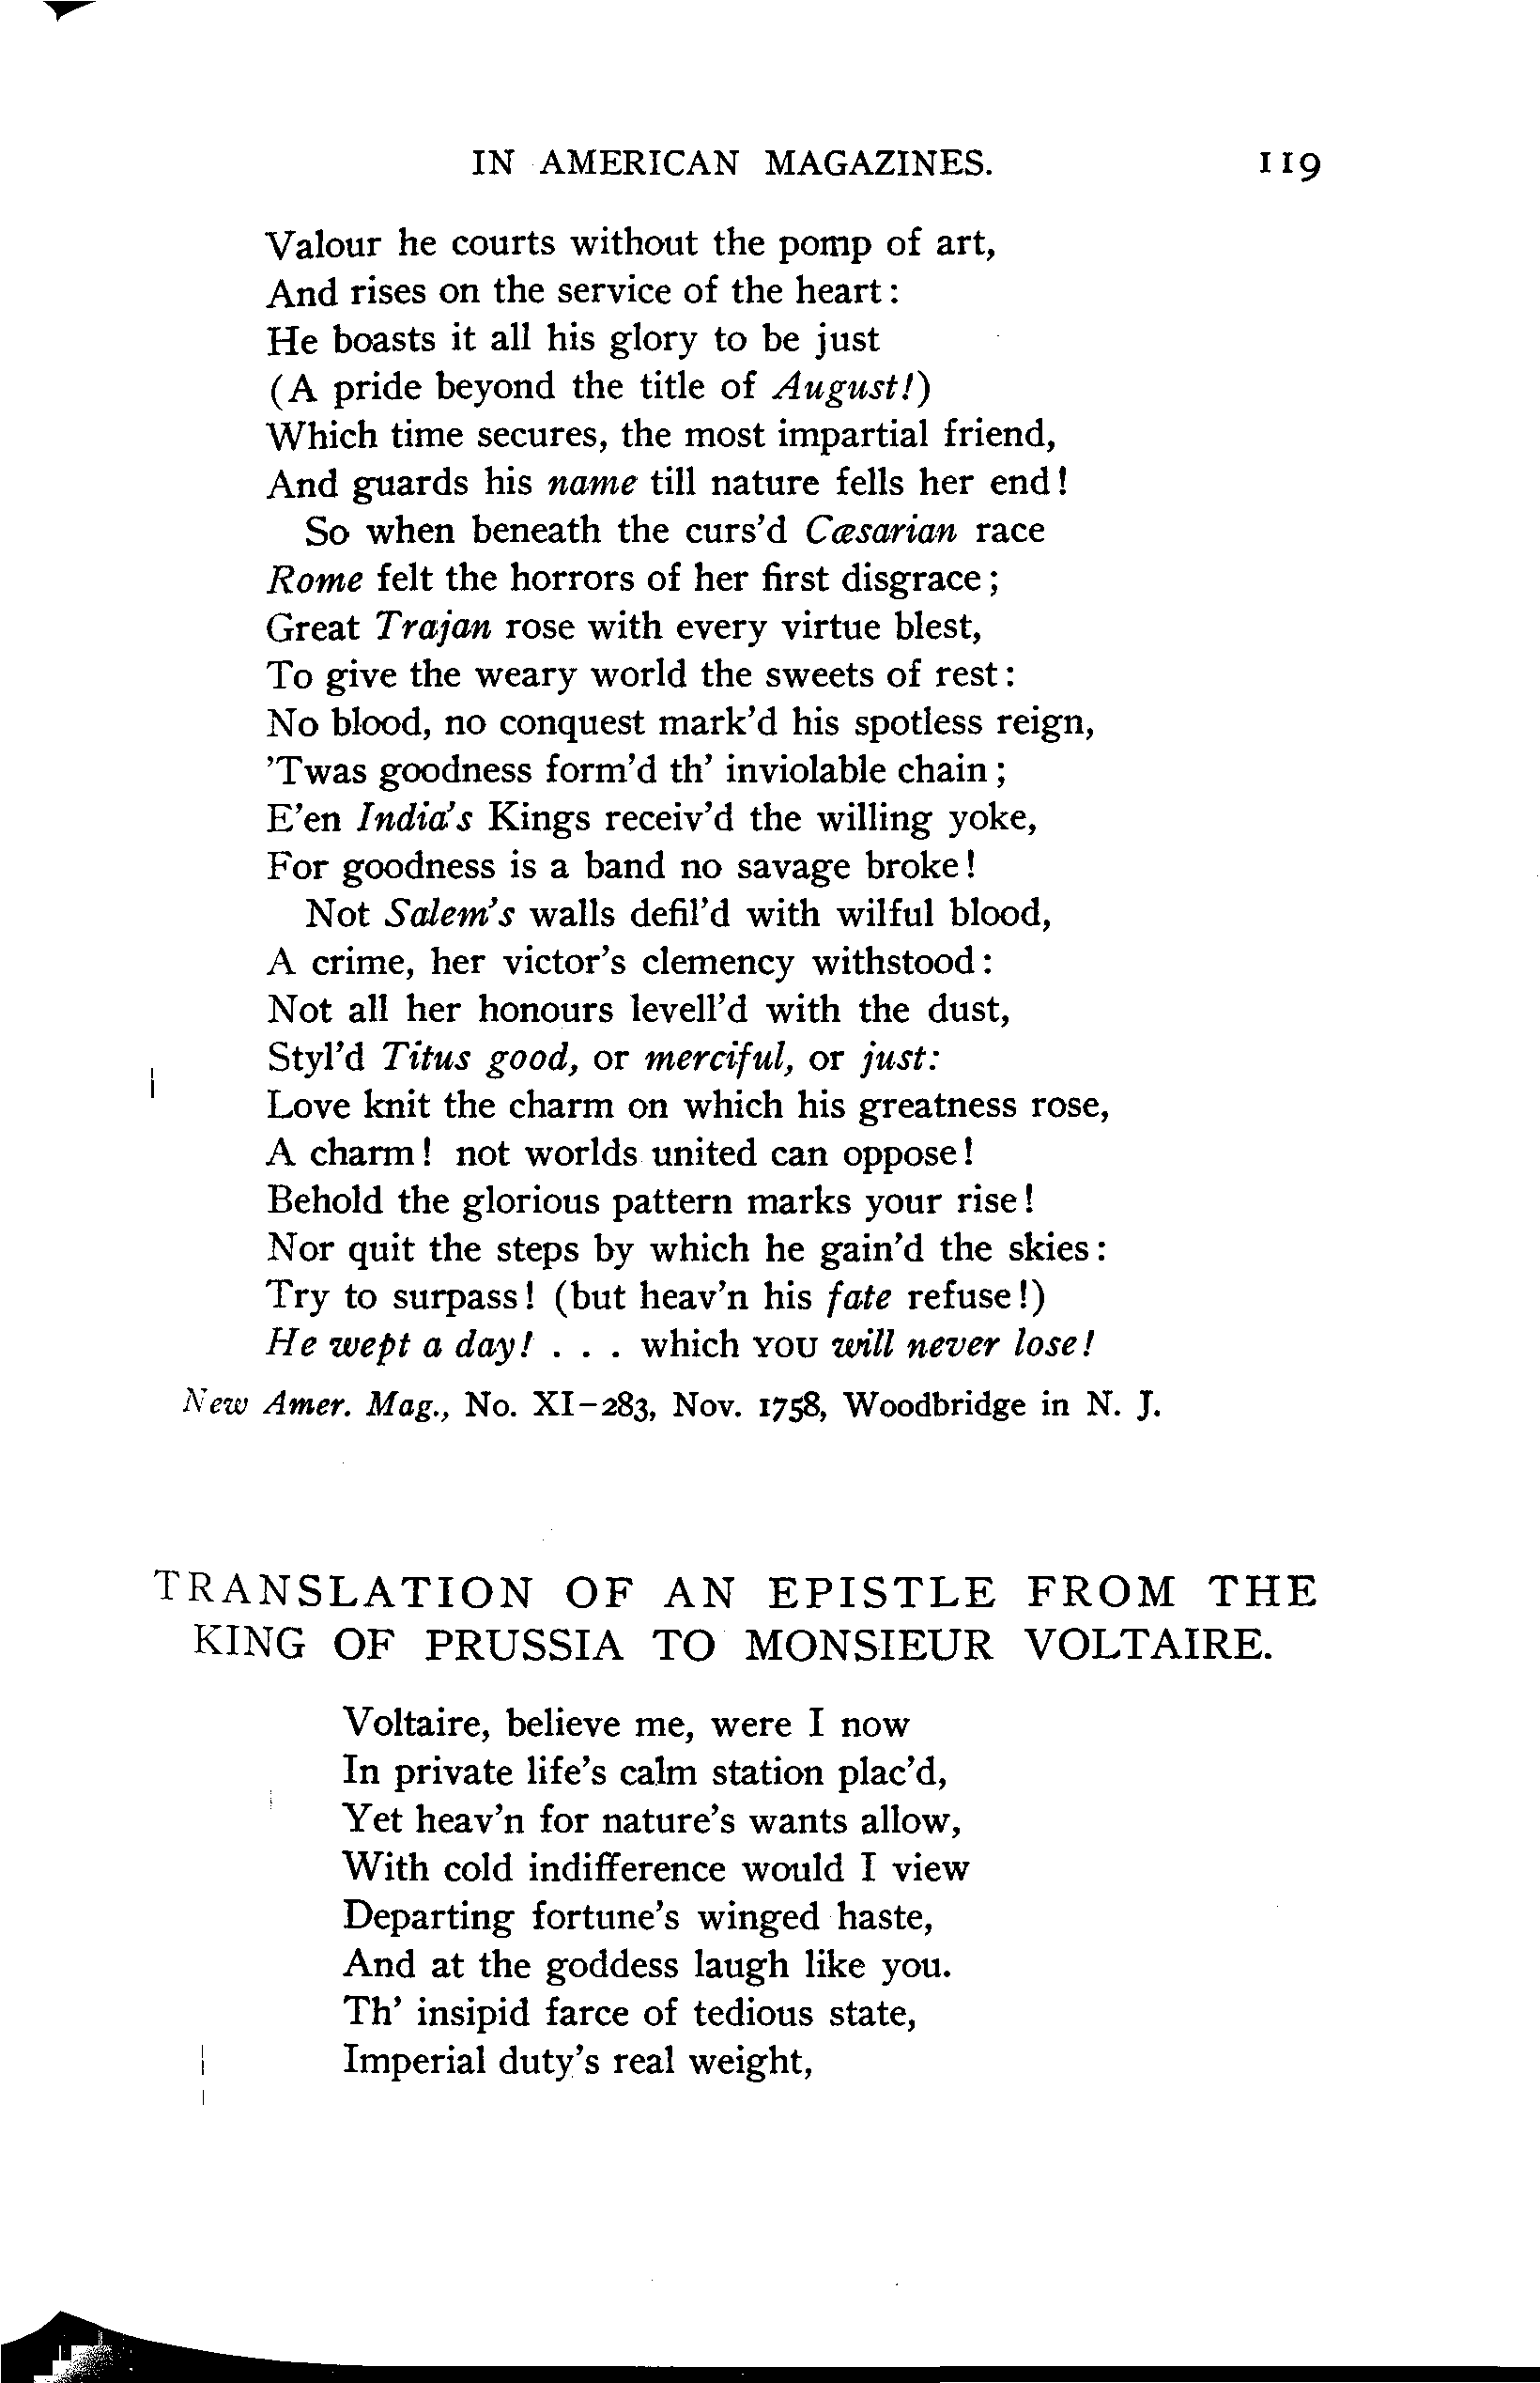 IN AMERICAN MAGAZINES. 119
Valour he courts without the pomp of art,
And rises on the service of the heart:
He boasts it all his glory to be just
(A pride beyond the title of August!)
Which time secures, the most impartial friend,
And guards his name till nature fells her end!
So when beneath the curs'd Cæsarian race
Rome felt the horrors of her first disgrace;
Great Trajan rose with every virtue blest,
To give the weary world the sweets of rest:
No blood, no conquest mark'd his spotless reign,
'Twas goodness form'd th' inviolable chain;
E'en India's Kings receiv'd the willing yoke,
For goodness is a band no savage broke!
Not Salem's walls defil'd with wilful blood,
A crime, her victor's clemency withstood:
Not all her honours levell'd with the dust,
Styl'd Titus good, or merciful, or just:
Love knit the charm on which his greatness rose,
A charm! not worlds united can oppose!
Behold the glorious pattern marks your rise!
Nor quit the steps by which he gain'd the skies:
Try to surpass! (but heav'n his fate refuse!)
He wept a day! . . . which YOU will never lose!
New Amer. Mag., No. XI-283, Nov. 1758, Woodbridge in N. J.
TRANSLATION OF AN EPISTLE FROM THE
KING OF PRUSSIA TO MONSIEUR VOLTAIRE.
Voltaire, believe me, were I now
In private life's calm station plac'd,
Yet heav'n for nature's wants allow,
With cold indifference would I view
Departing fortune's winged haste,
And at the goddess laugh like you.
Th' insipid farce of tedious state,
Imperial duty's real weight,